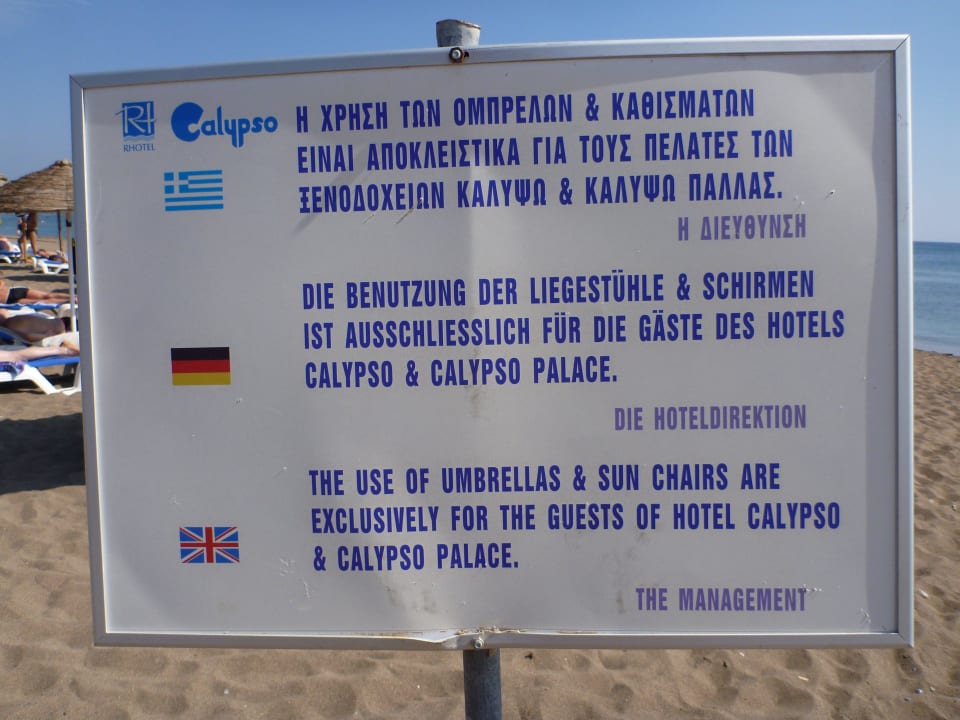 RH
RHOTEL
Calypso
Η ΧΡΗΣΗ ΤΩΝ ΟΜΠΡΕΛΩΝ & ΚΑΘΙΣΜΑΤΩΝ
ΕΙΝΑΙ ΑΠΟΚΛΕΙΣΤΙΚΑ ΓΙΑ ΤΟΥΣ ΠΕΛΑΤΕΣ ΤΩΝ
ΞΕΝΟΔΟΧΕΙΩΝ ΚΑΛΥΨΩ & ΚΑΛΥΨΩ ΠΑΛΛΑΣ.
Η ΔΙΕΥΘΥΝΣΗ
DIE BENUTZUNG DER LIEGESTÜHLE & SCHIRMEN
IST AUSSCHLIESSLICH FÜR DIE GÄSTE DES HOTELS
CALYPSO & CALYPSO PALACE.
DIE HOTELDIREKTION
THE USE OF UMBRELLAS & SUN CHAIRS ARE
EXCLUSIVELY FOR THE GUESTS OF HOTEL CALYPSO
& CALYPSO PALACE.
THE MANAGEMENT